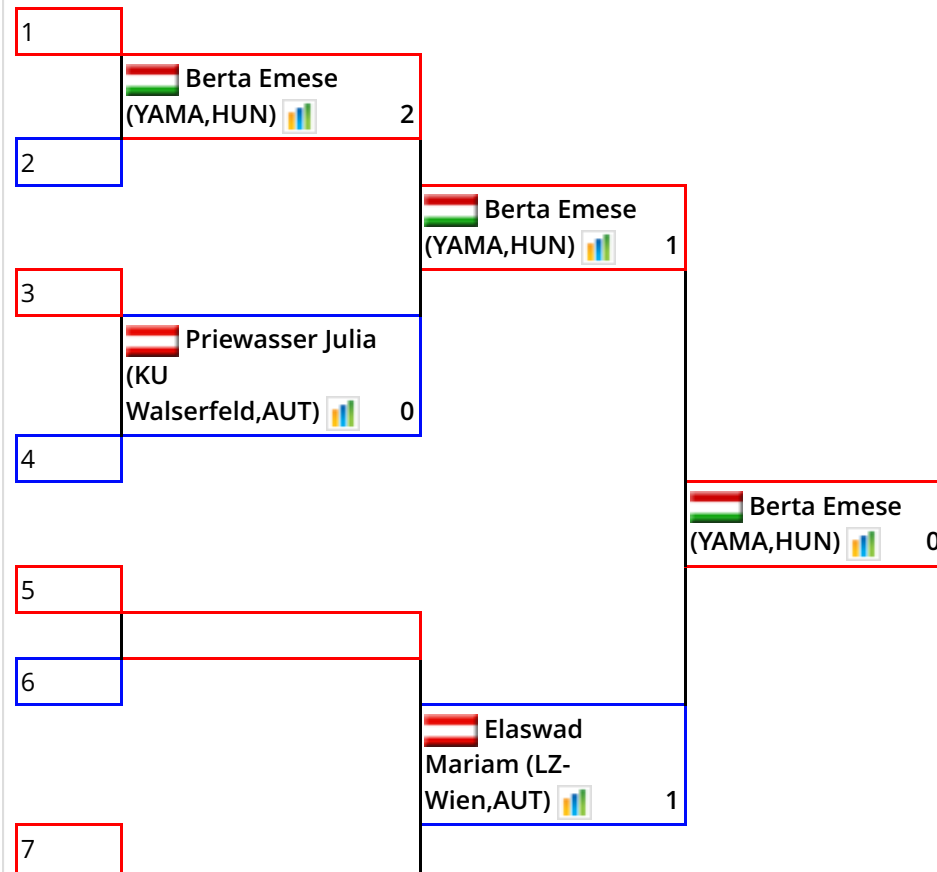 1
Berta Emese
(YAMA,HUN) 2
2
Berta Emese
(YAMA,HUN) 1
3
Priewasser Julia
(KU
Walserfeld,AUT) 0
4
Berta Emese
(YAMA,HUN) 0
5
6
Elaswad
Mariam (LZ-
Wien,AUT) 1
7